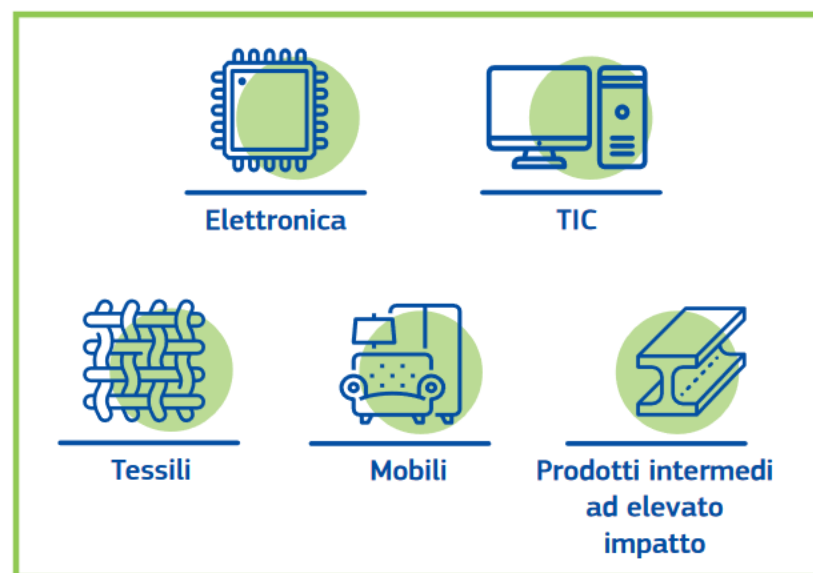 Elettronica
TIC
Tessili
Mobili
Prodotti intermedi
ad elevato
impatto